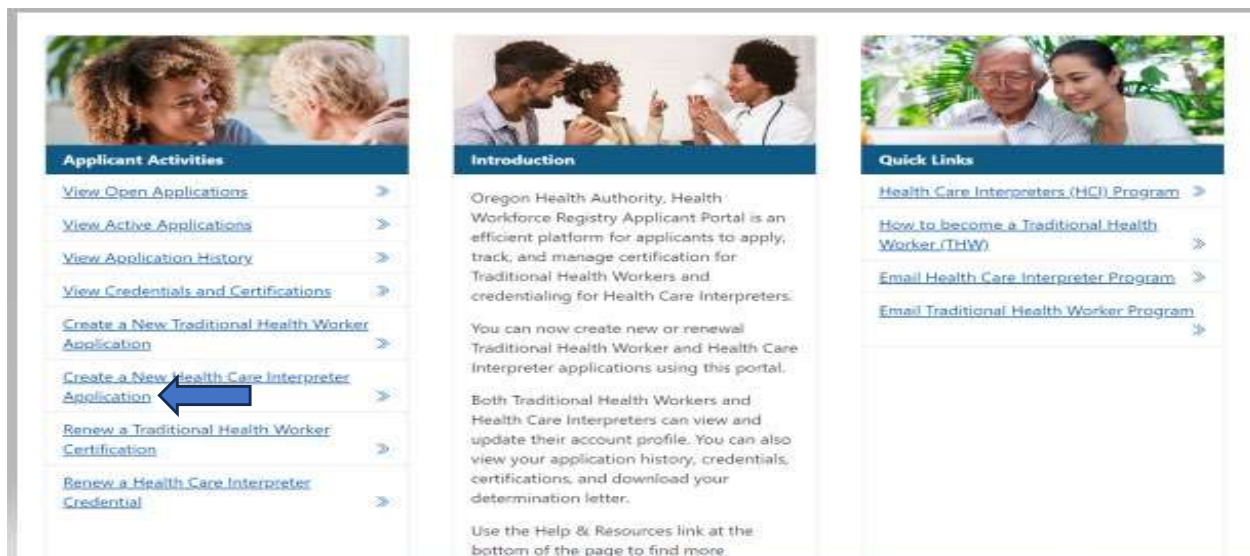 Applicant Activities
View Open Applications
View Active Applications
View Application History
View Credentials and Certifications
Create a New Traditional Health Worker
Application
Create a New Health Care Interpreter
Application
Renew a Traditional Health Worker
Certification
Renew a Health Care Interpreter
Credential
Introduction
Oregon Health Authority, Health
Workforce Registry Applicant Portal is an
efficient platform for applicants to apply,
track, and manage certification for
Traditional Health Workers and
credentialing for Health Care Interpreters.
You can now create new or renewal
Traditional Health Worker and Health Care
Interpreter applications using this portal.
Both Traditional Health Workers and
Health Care Interpreters can view and
update their account profile. You can also
view your application history, credentials,
certifications, and download your
determination letter.
Use the Help & Resources link at the
bottom of the page to find more
Quick Links
Health Care Interpreters (HCI) Program
How to become a Traditional Health
Worker (THW)
Email Health Care Interpreter Program
Email Traditional Health Worker Program